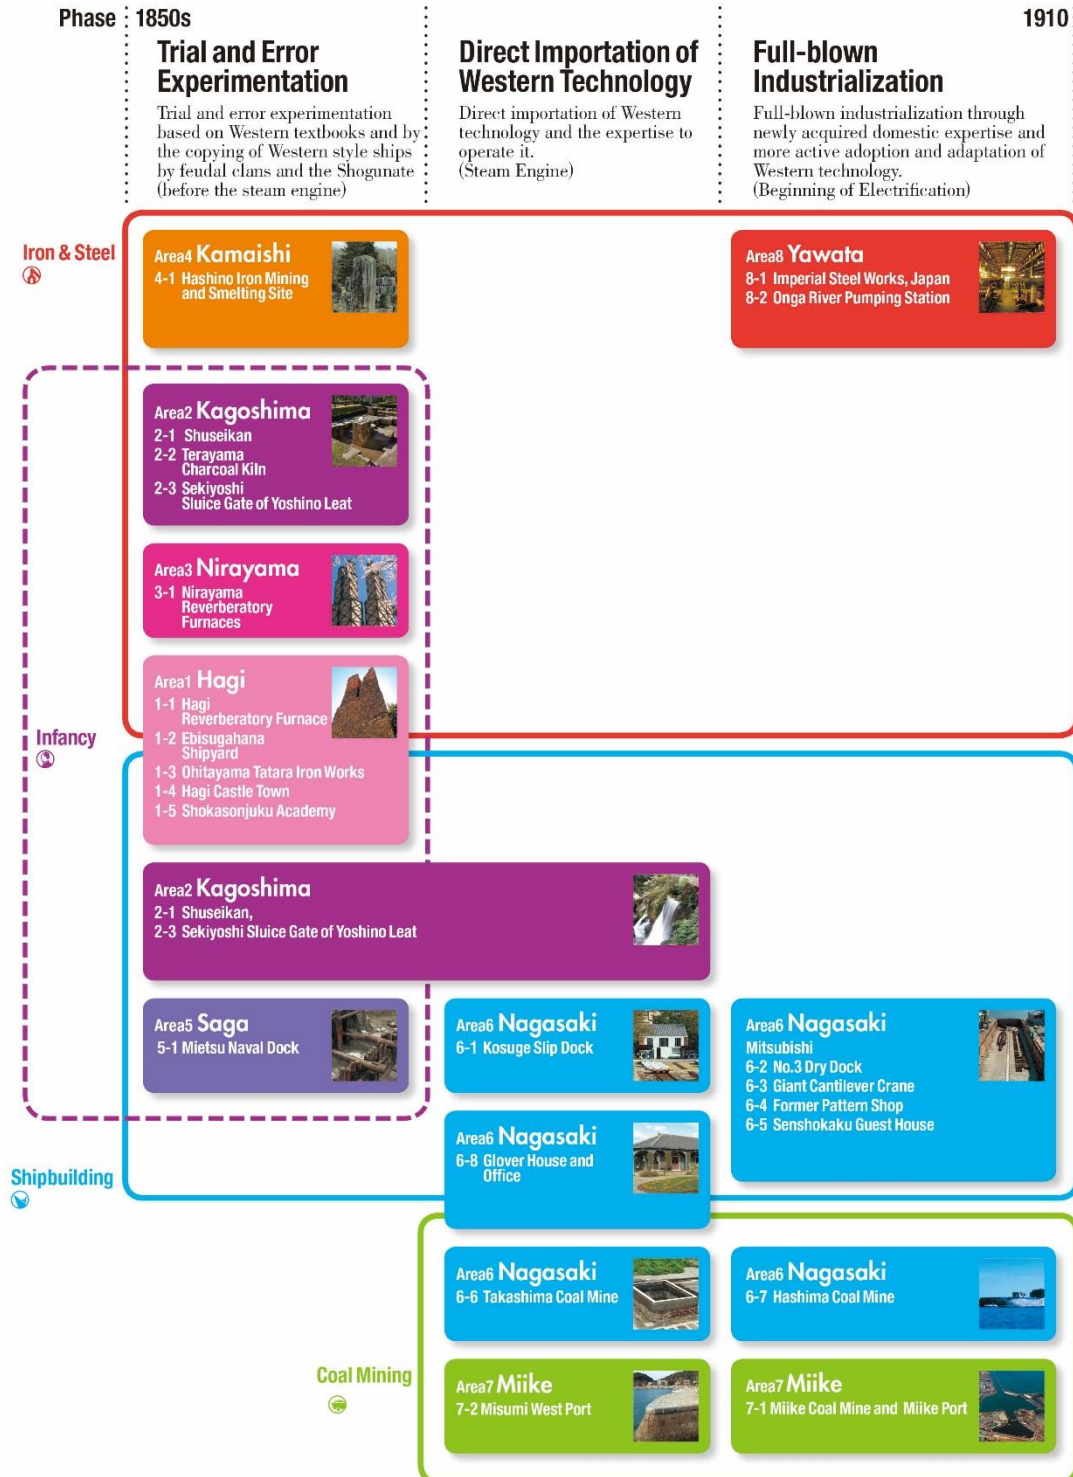 Phase 1850s 1910
Trial and Error
Experimentation
Trial and error experimentation
based on Western textbooks and by
the copying of Western style ships
by feudal clans and the Shogunate
(before the steam engine)
Direct Importation of
Western Technology
Direct importation of Western
technology and the expertise to
operate it.
(Steam Engine)
Full-blown
Industrialization
Full-blown industrialization through
newly acquired domestic expertise and
more active adoption and adaptation of
Western technology.
(Beginning of Electrification)
Iron & Steel
Area4 Kamaishi
4-1 Hashino Iron Mining
and Smelting Site
Area8 Yawata
8-1 Imperial Steel Works, Japan
8-2 Onga River Pumping Station
Area2 Kagoshima
2-1 Shuseikan
2-2 Terayama
Charcoal Kiln
2-3 Sekiyoshi
Sluice Gate of Yoshino Leat
Area3 Nirayama
3-1 Nirayama
Reverberatory
Furnaces
Infancy
Area1 Hagi
1-1 Hagi
Reverberatory Furnace
1-2 Ebisugahana
Shipyard
1-3 Ohitayama Tatara Iron Works
1-4 Hagi Castle Town
1-5 Shokasonjuku Academy
Area2 Kagoshima
2-1 Shuseikan,
2-3 Sekiyoshi Sluice Gate of Yoshino Leat
Area5 Saga
5-1 Mietsu Naval Dock
Area6 Nagasaki
6-1 Kosuge Slip Dock
Area6 Nagasaki
Mitsubishi
6-2 No.3 Dry Dock
6-3 Giant Cantilever Crane
6-4 Former Pattern Shop
6-5 Senshokaku Guest House
Area6 Nagasaki
6-8 Glover House and
Office
Shipbuilding
Area6 Nagasaki
6-6 Takashima Coal Mine
Area6 Nagasaki
6-7 Hashima Coal Mine
Coal Mining
Area7 Miike
7-2 Misumi West Port
Area7 Miike
7-1 Miike Coal Mine and Miike Port